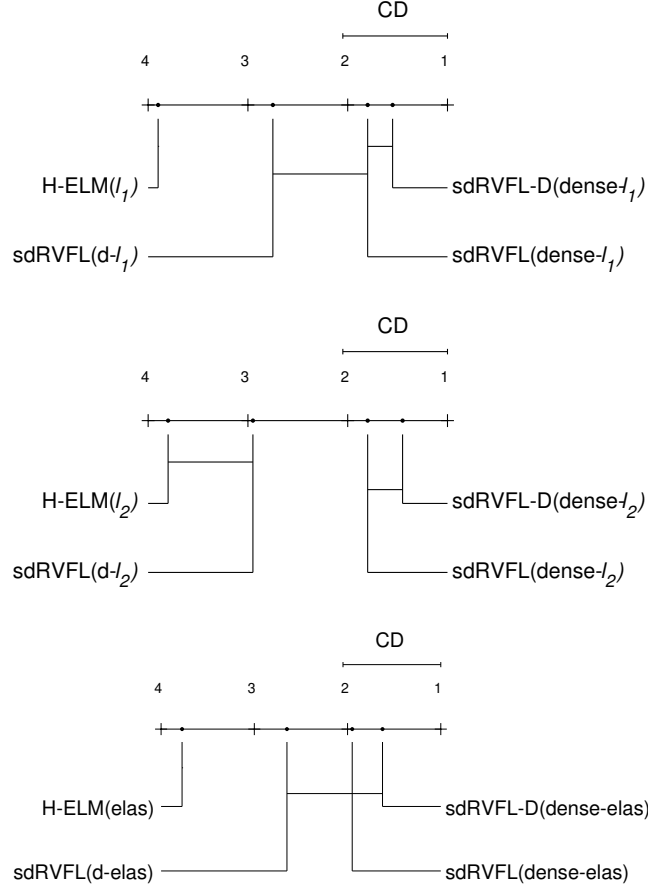 CD
4 3 2 1
H-ELM(l₁) sdRVFL-D(dense-l₁)
sdRVFL(d-l₁) sdRVFL(dense-l₁)
CD
4 3 2 1
H-ELM(l₂) sdRVFL-D(dense-l₂)
sdRVFL(d-l₂) sdRVFL(dense-l₂)
CD
4 3 2 1
H-ELM(elas) sdRVFL-D(dense-elas)
sdRVFL(d-elas) sdRVFL(dense-elas)